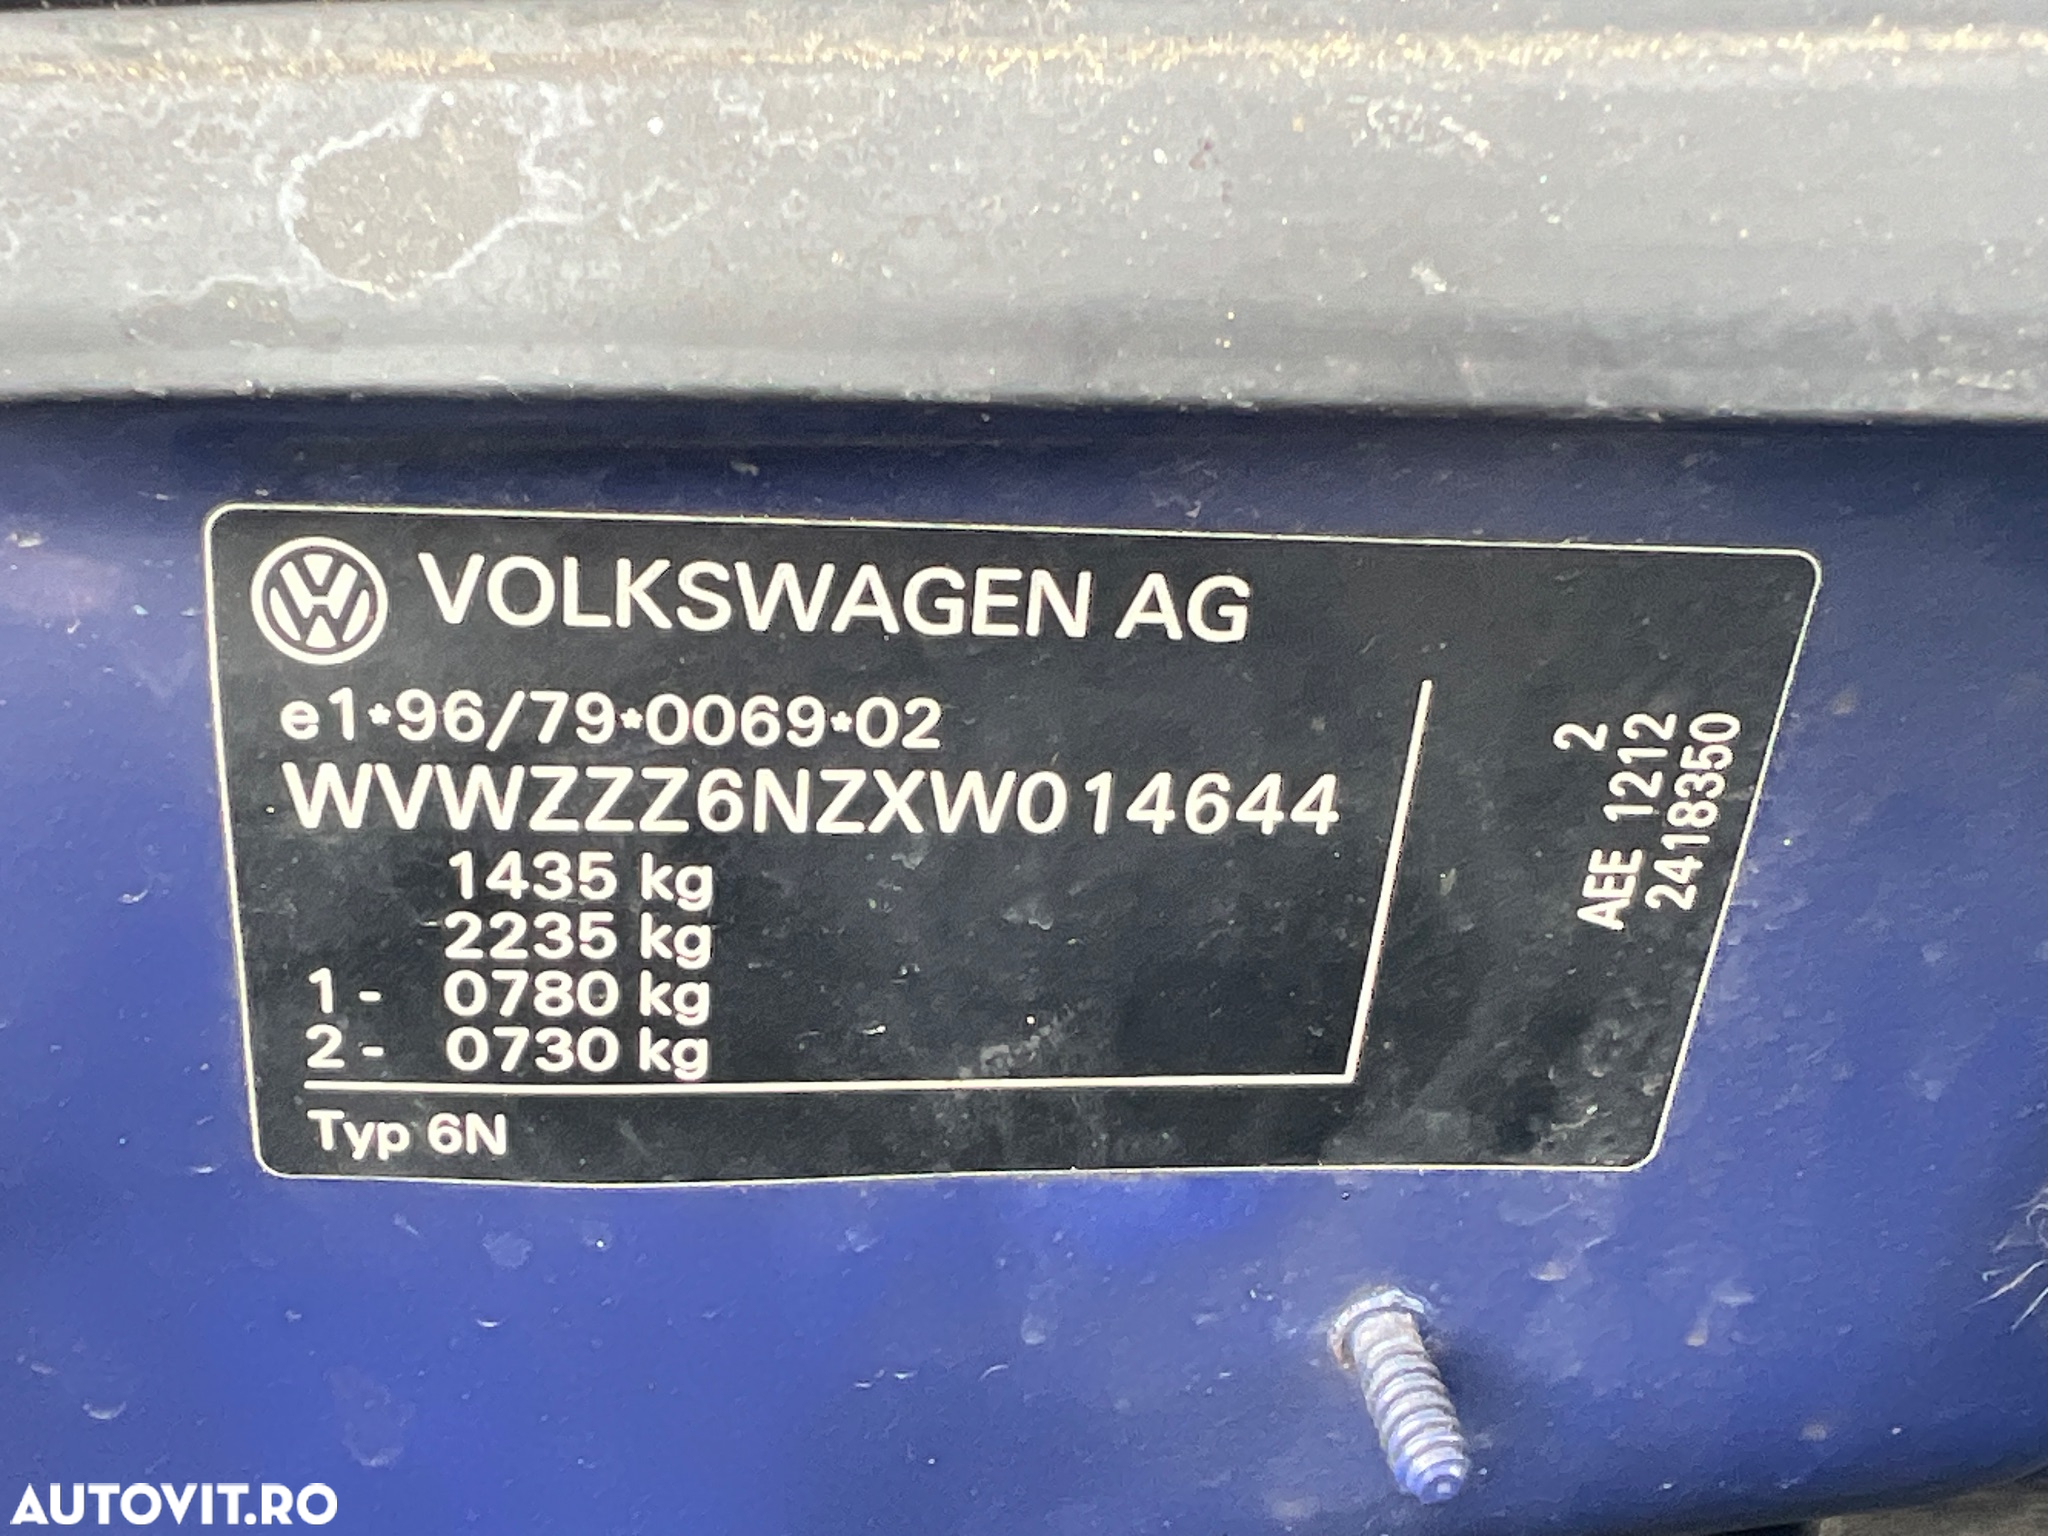 VOLKSWAGEN AG
e1*96/79*0069*02
WVWZZZ6NZXW014644
1435 kg
2235 kg
1- 0780 kg
2- 0730 kg
Typ 6N
2
AEE 1212
24183350
AUTOVIT.RO